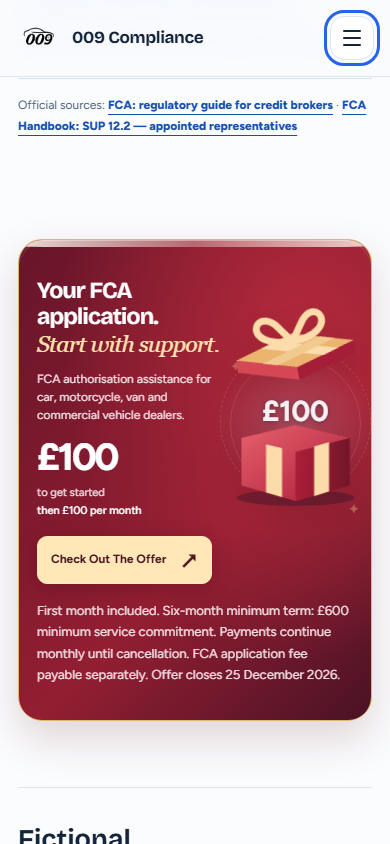 009
009 Compliance
Official sources: FCA: regulatory guide for credit brokers · FCA
Handbook: SUP 12.2 — appointed representatives
Your FCA
application.
Start with support.
FCA authorisation assistance for
car, motorcycle, van and
commercial vehicle dealers.
£100
£100
to get started
then £100 per month
Check Out The Offer ↗
First month included. Six-month minimum term: £600
minimum service commitment. Payments continue
monthly until cancellation. FCA application fee
payable separately. Offer closes 25 December 2026.
Fictional